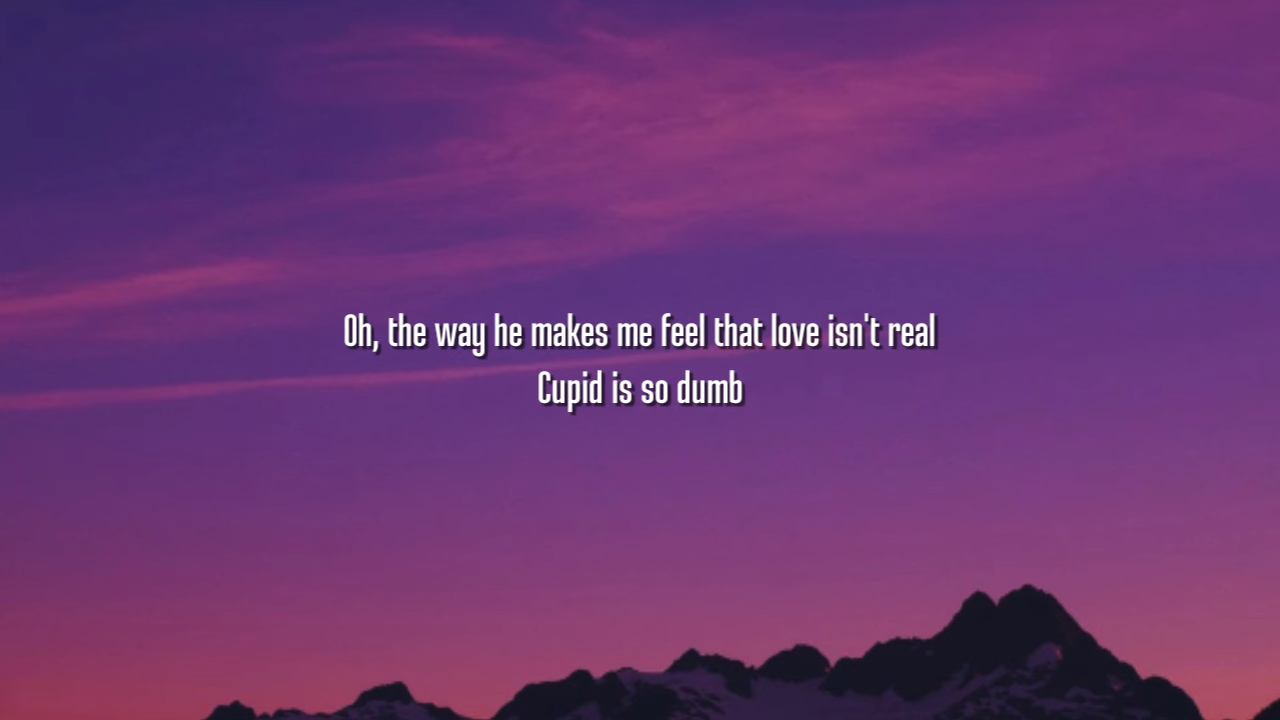 Oh, the way he makes me feel that love isn't real
Cupid is so dumb